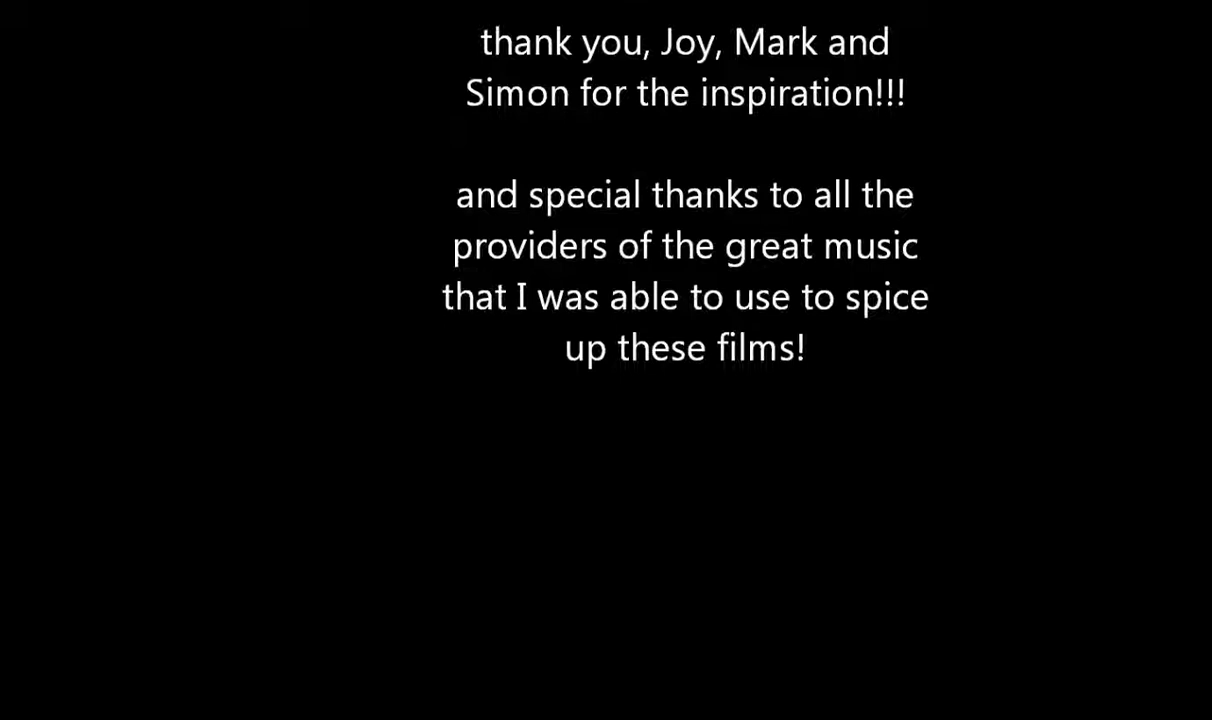 thank you, Joy, Mark and
Simon for the inspiration!!!
and special thanks to all the
providers of the great music
that I was able to use to spice
up these films!